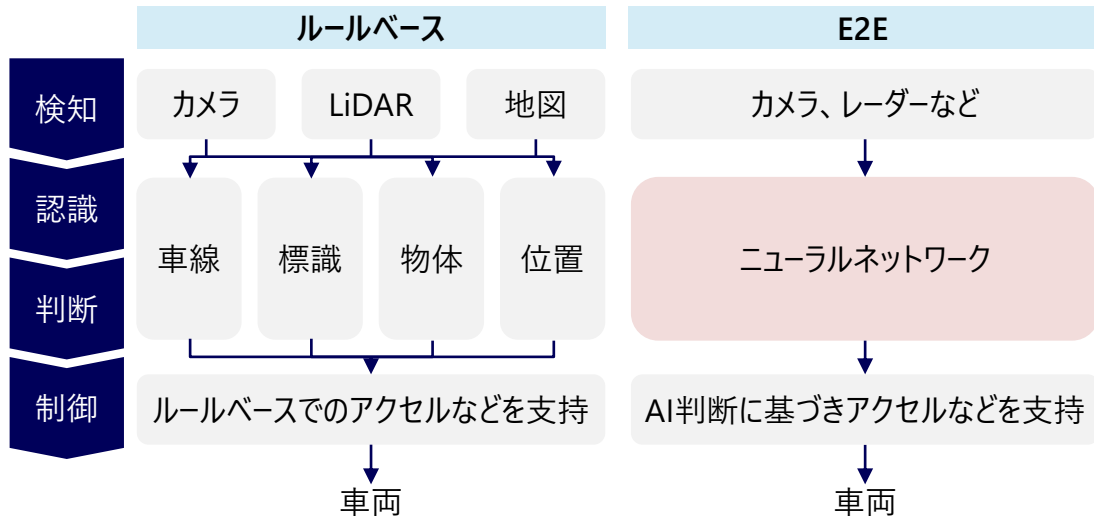 ルールベース
E2E
検知
カメラ
LiDAR
地図
カメラ、レーダーなど
認識
車線
標識
物体
位置
ニューラルネットワーク
判断
制御
ルールベースでのアクセルなどを支持
AI判断に基づきアクセルなどを支持
車両
車両